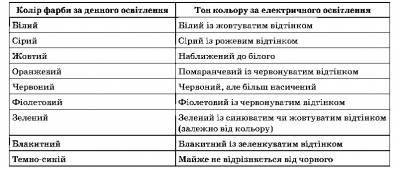 Колір фарби за денного освітлення Тон кольору за електричного освітлення
Білий Білий із жовтуватим відтінком
Сірий Сірий із рожевим відтінком
Жовтий Наближений до білого
Оранжевий Помаранчевий із червонуватим відтінком
Червоний Червоний, але більш насичений
Фіолетовий Фіолетовий із червонуватим відтінком
Зелений Зелений із синюватим чи жовтуватим відтінком
(залежно від кольору)
Блакитний Блакитний із зеленкуватим відтінком
Темно-синій Майже не відрізняється від чорного